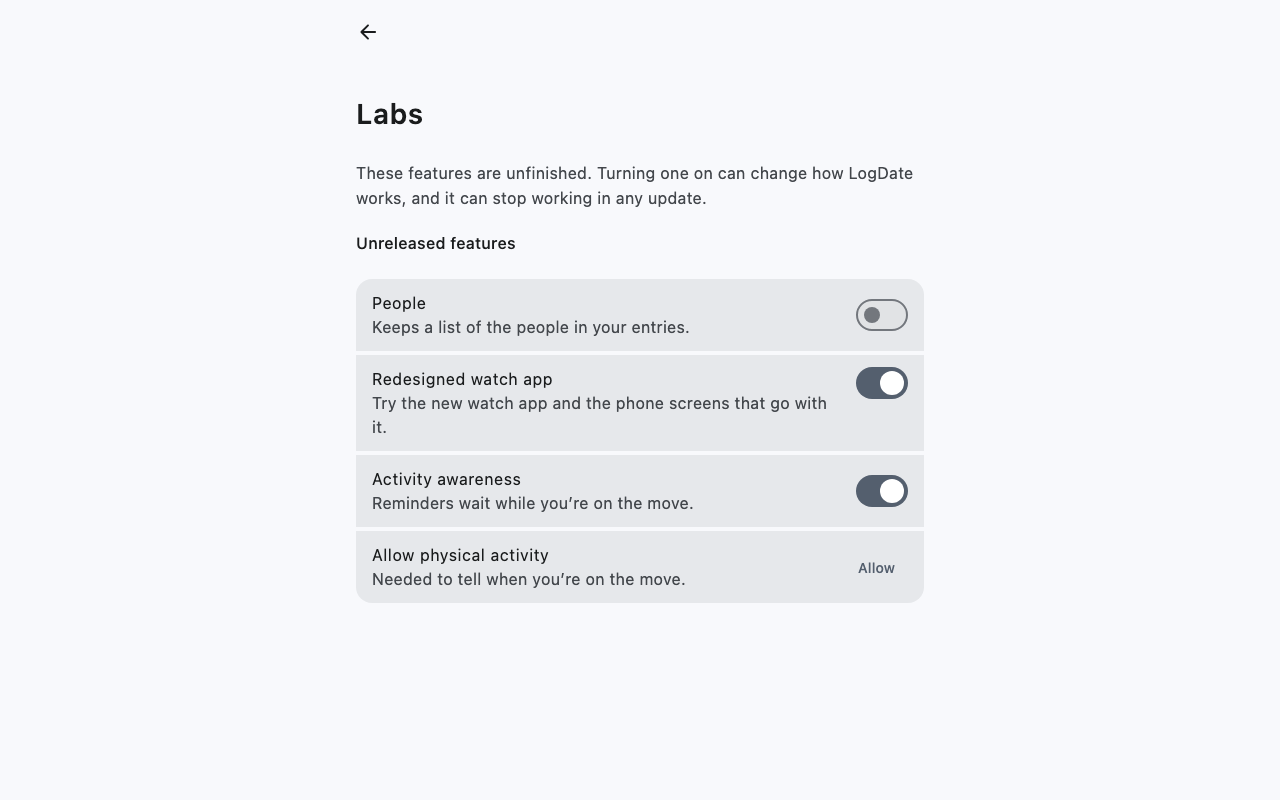 Labs
These features are unfinished. Turning one on can change how LogDate
works, and it can stop working in any update.
Unreleased features
People
Keeps a list of the people in your entries.
Redesigned watch app
Try the new watch app and the phone screens that go with
it.
Activity awareness
Reminders wait while you’re on the move.
Allow physical activity
Needed to tell when you’re on the move.
Allow